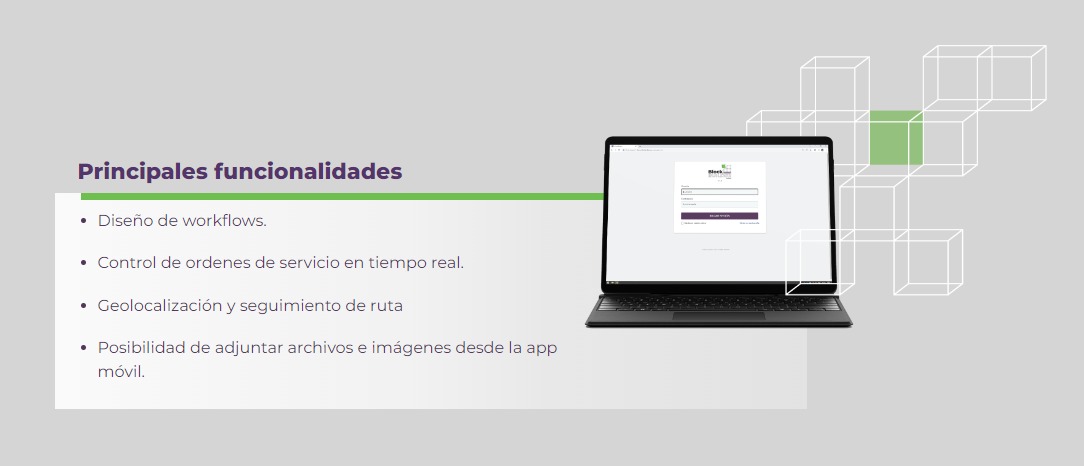 Principales funcionalidades
• Diseño de workflows.
• Control de ordenes de servicio en tiempo real.
• Geolocalización y seguimiento de ruta
• Posibilidad de adjuntar archivos e imágenes desde la app
móvil.
Block